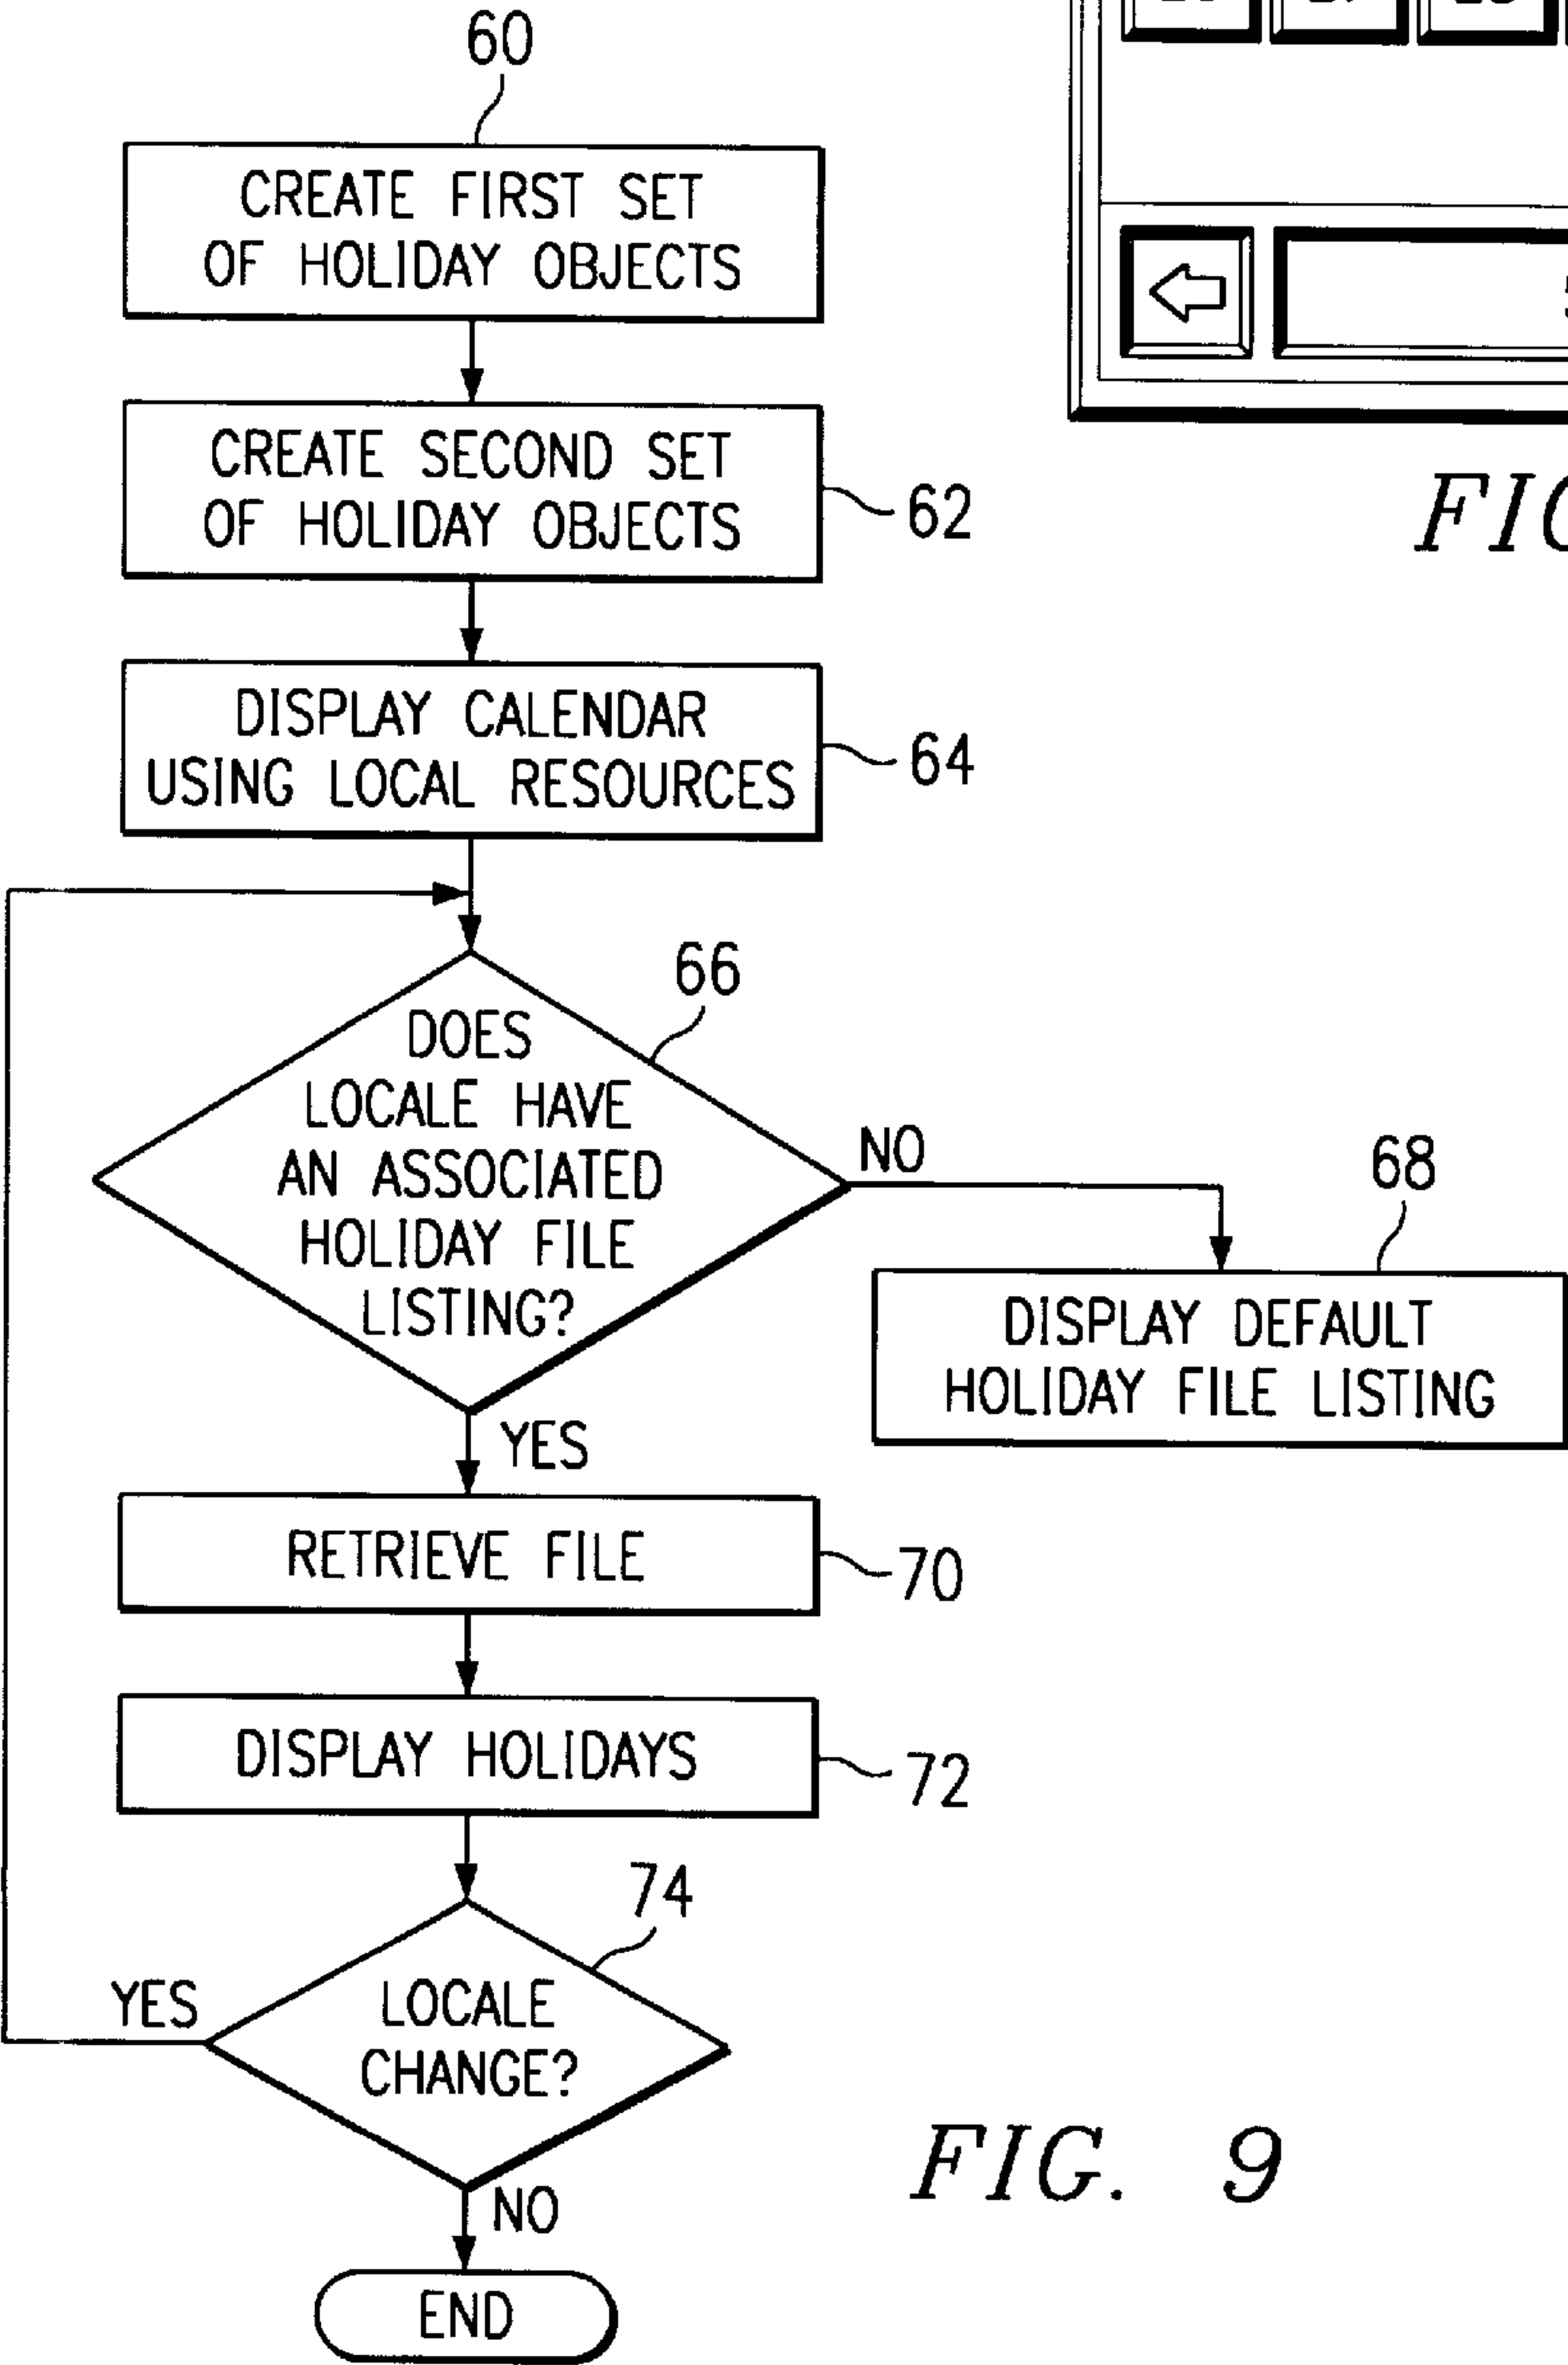 60
CREATE FIRST SET
OF HOLIDAY OBJECTS
CREATE SECOND SET
OF HOLIDAY OBJECTS
62
DISPLAY CALENDAR
USING LOCAL RESOURCES
64
66
DOES
LOCALE HAVE
AN ASSOCIATED
HOLIDAY FILE
LISTING?
NO
68
DISPLAY DEFAULT
HOLIDAY FILE LISTING
YES
RETRIEVE FILE
70
DISPLAY HOLIDAYS
72
74
LOCALE
CHANGE?
YES
NO
END
FIG. 9